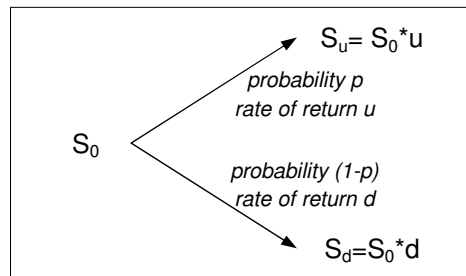 S_u= S_0*u
probability p
rate of return u
S_0
probability (1-p)
rate of return d
S_d=S_0*d